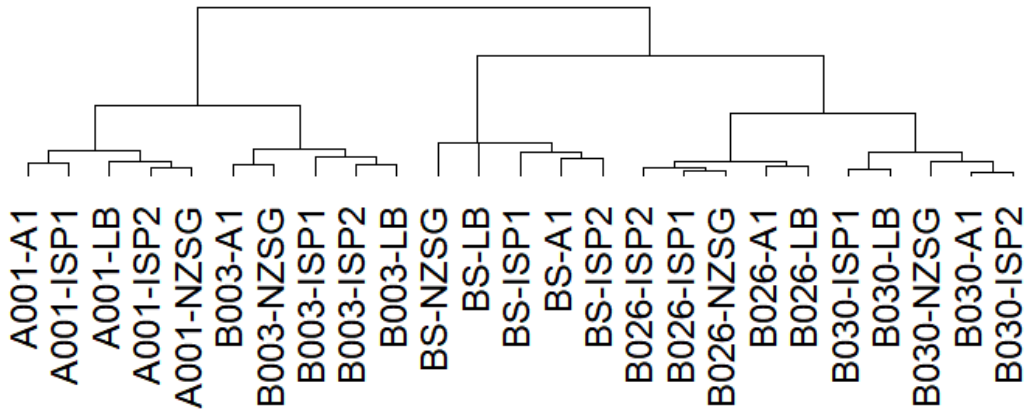 A001-A1
A001-ISP1
A001-LB
A001-ISP2
A001-NZSG
B003-A1
B003-NZSG
B003-ISP1
B003-ISP2
B003-LB
BS-NZSG
BS-LB
BS-ISP1
BS-A1
BS-ISP2
B026-ISP2
B026-ISP1
B026-NZSG
B026-A1
B026-LB
B030-ISP1
B030-LB
B030-NZSG
B030-A1
B030-ISP2